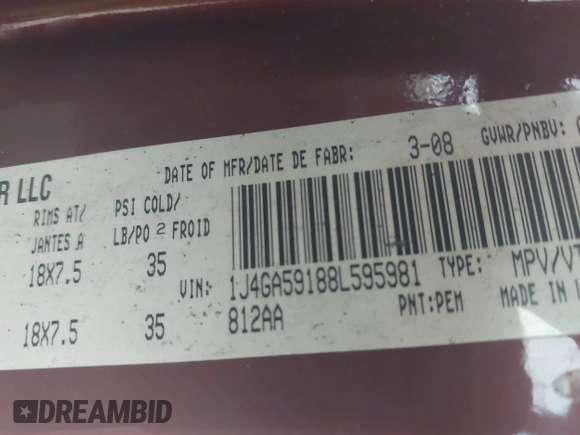 R LLC
DATE OF MFR/DATE DE FABR: 3-08 GVWR/PNBV:
RIMS AT/ PSI COLD/
JANTES A LB/PO 2 FROID
18X7.5 35
VIN: 1J4GA59188L595981 TYPE: MPV/VT
18X7.5 35 812AA PNT:PEM MADE IN
DREAMBID